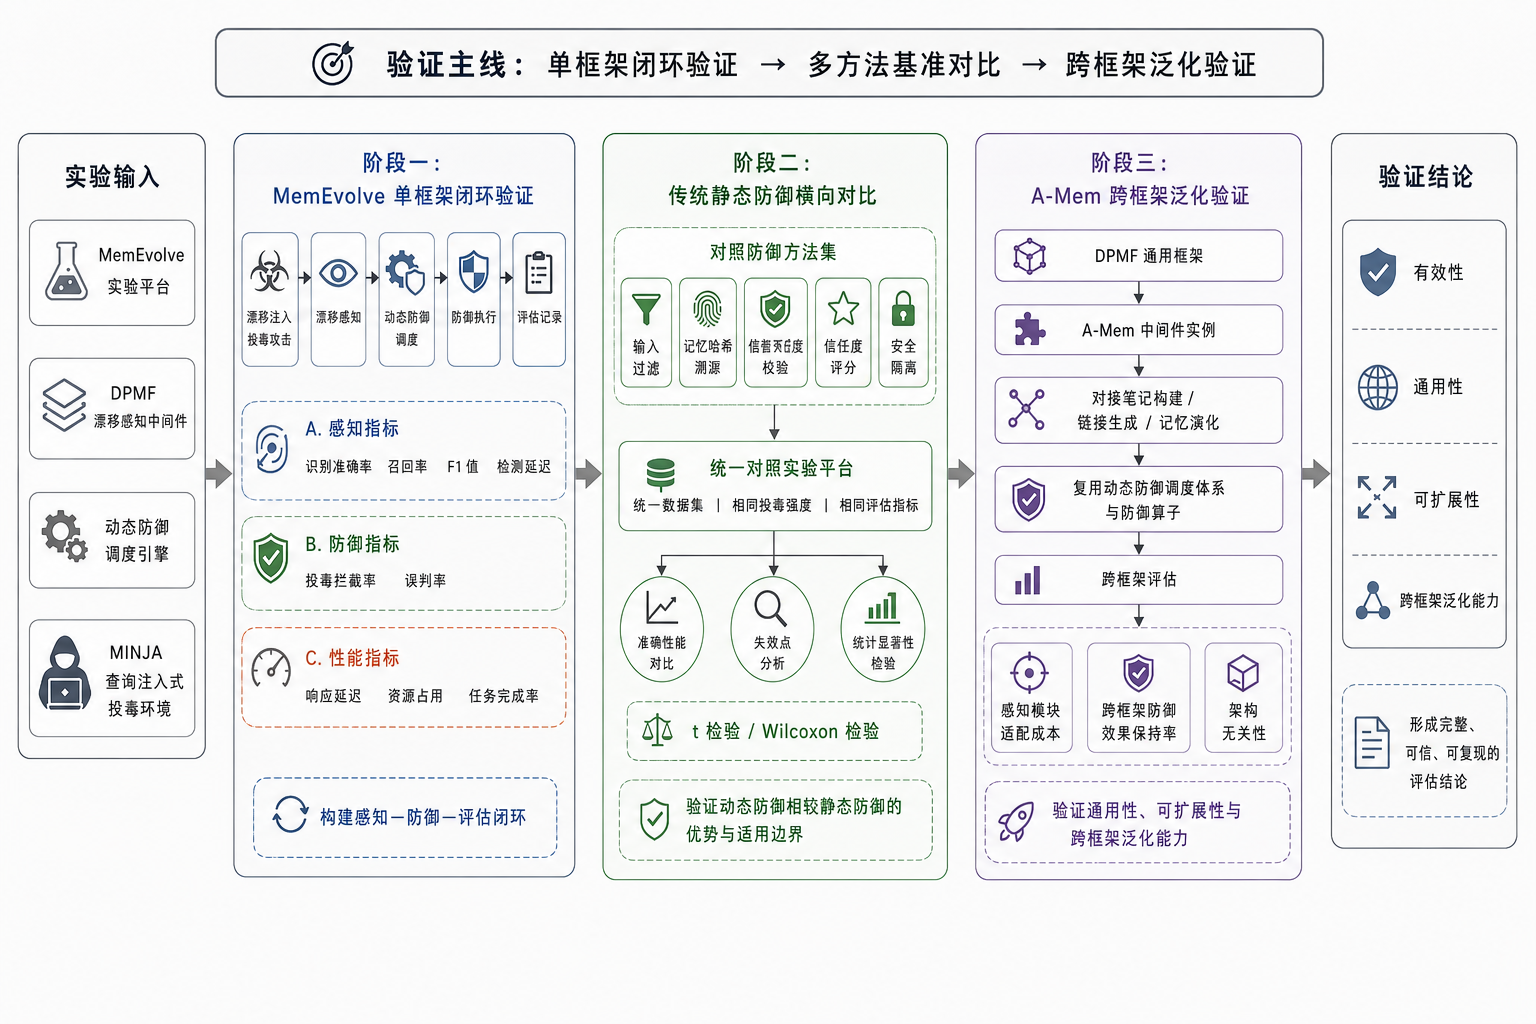 验证主线：单框架闭环验证 → 多方法基准对比 → 跨框架泛化验证
实验输入
MemEvolve
实验平台
DPMF
漂移感知中间件
动态防御
调度引擎
MINJA
查询注入式
投毒环境
阶段一：
MemEvolve 单框架闭环验证
漂移注入
投毒攻击
漂移感知
动态防御
调度
防御执行
评估记录
A. 感知指标
识别准确率 召回率 F1 值 检测延迟
B. 防御指标
投毒拦截率 误判率
C. 性能指标
响应延迟 资源占用 任务完成率
构建感知—防御—评估闭环
阶段二：
传统静态防御横向对比
对照防御方法集
输入
过滤
记忆哈希
溯源
校验
信任度
评分
安全
隔离
统一对照实验平台
统一数据集 | 相同投毒强度 | 相同评估指标
准确性能
对比
失效点
分析
统计显著性
检验
t 检验 / Wilcoxon 检验
验证动态防御相较静态防御的
优势与适用边界
阶段三：
A-Mem 跨框架泛化验证
DPMF 通用框架
A-Mem 中间件实例
对接笔记构建 /
链接生成 / 记忆演化
复用动态防御调度体系
与防御算子
跨框架评估
感知模块
适配成本
跨框架防御
效果保持率
架构
无关性
验证通用性、可扩展性与
跨框架泛化能力
验证结论
有效性
通用性
可扩展性
跨框架泛化能力
形成完整、
可信、可复现的
评估结论